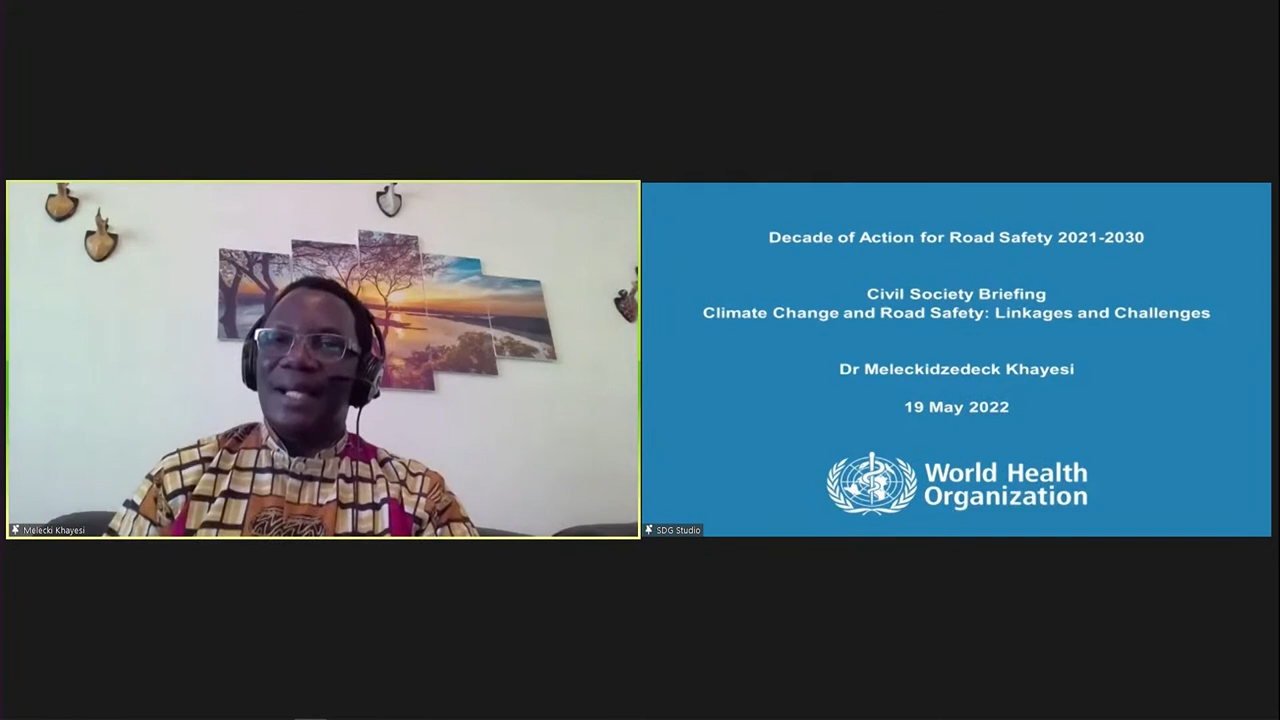 Decade of Action for Road Safety 2021-2030
Civil Society Briefing
Climate Change and Road Safety: Linkages and Challenges
Dr Meleckidzedeck Khayesi
19 May 2022
World Health
Organization
Melecki Khayesi
SDG Studio